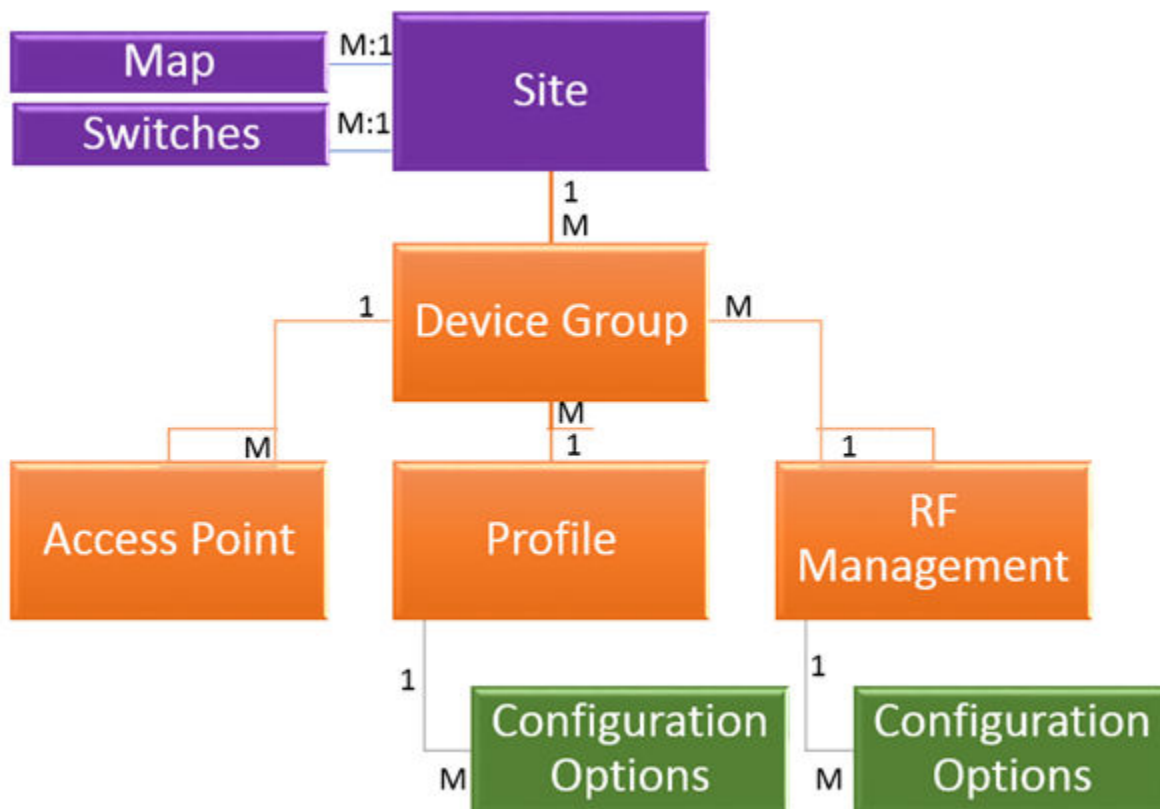 Map
M:1
Site
Switches
M:1
1
M
1
Device Group
M
M
M
1
1
Access Point
Profile
RF
Management
1
1
Configuration
Options
M
Configuration
Options
M